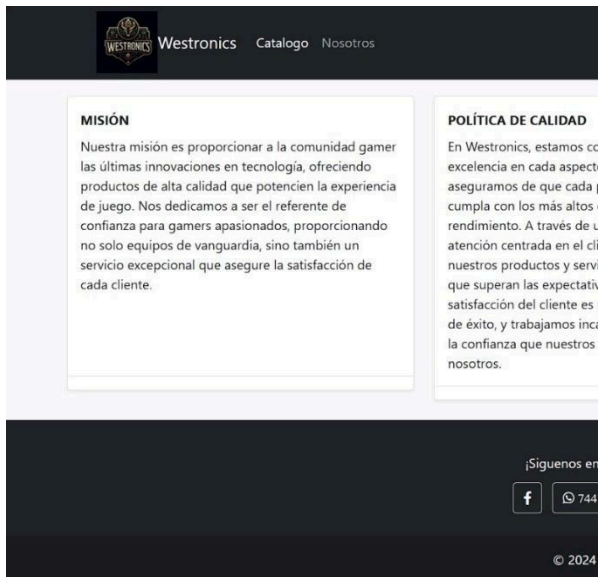 WESTRONICS
Westronics Catalogo Nosotros
MISIÓN
Nuestra misión es proporcionar a la comunidad gamer
las últimas innovaciones en tecnología, ofreciendo
productos de alta calidad que potencien la experiencia
de juego. Nos dedicamos a ser el referente de
confianza para gamers apasionados, proporcionando
no solo equipos de vanguardia, sino también un
servicio excepcional que asegure la satisfacción de
cada cliente.
POLÍTICA DE CALIDAD
En Westronics, estamos co
excelencia en cada aspect
aseguramos de que cada
cumpla con los más altos
rendimiento. A través de u
atención centrada en el cli
nuestros productos y servi
que superan las expectativ
satisfacción del cliente es
de éxito, y trabajamos inca
la confianza que nuestros
nosotros.
¡Siguenos en
744
© 2024